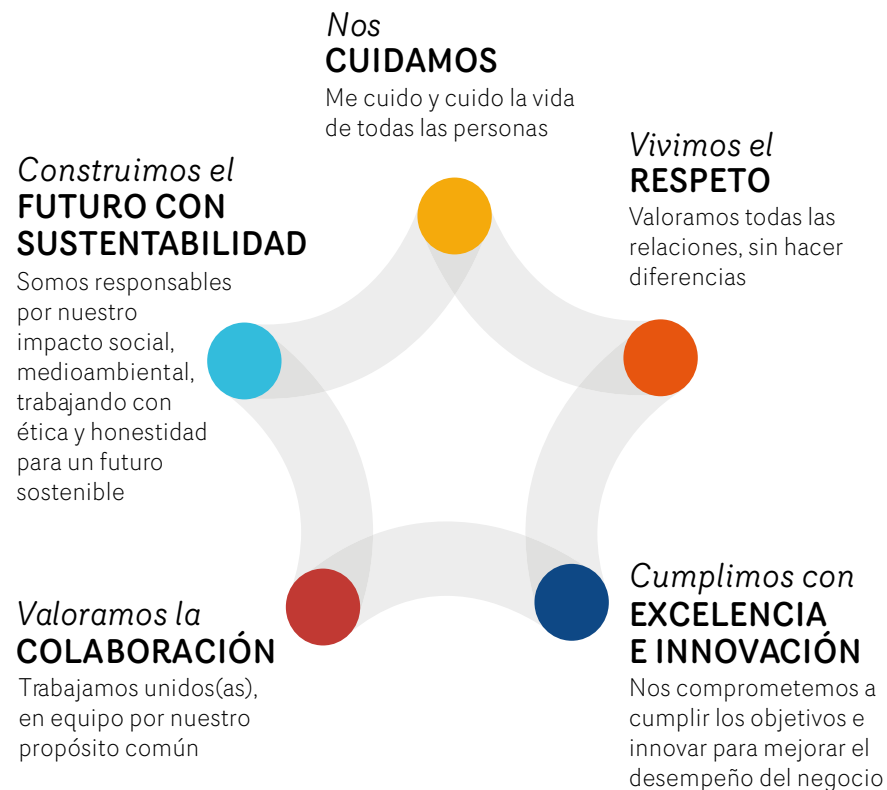 Nos
CUIDAMOS
Me cuido y cuido la vida
de todas las personas
Vivimos el
RESPETO
Valoramos todas las
relaciones, sin hacer
diferencias
Construimos el
FUTURO CON
SUSTENTABILIDAD
Somos responsables
por nuestro
impacto social,
medioambiental,
trabajando con
ética y honestidad
para un futuro
sostenible
Cumplimos con
EXCELENCIA
E INNOVACIÓN
Nos comprometemos a
cumplir los objetivos e
innovar para mejorar el
desempeño del negocio
Valoramos la
COLABORACIÓN
Trabajamos unidos(as),
en equipo por nuestro
propósito común